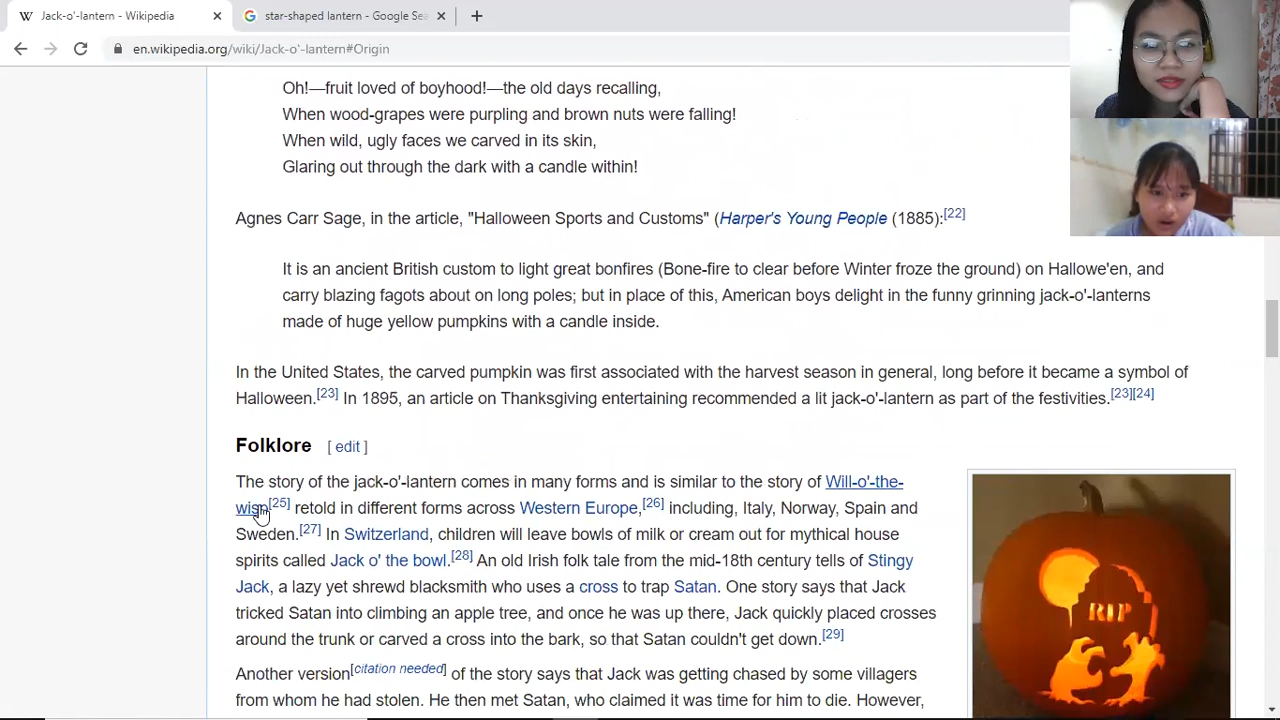 Jack-o'-lantern - Wikipedia
star-shaped lantern - Google Sea
en.wikipedia.org/wiki/Jack-o'-lantern#Origin
Oh!—fruit loved of boyhood!—the old days recalling,
When wood-grapes were purpling and brown nuts were falling!
When wild, ugly faces we carved in its skin,
Glaring out through the dark with a candle within!
Agnes Carr Sage, in the article, "Halloween Sports and Customs" (Harper's Young People (1885):[22]
It is an ancient British custom to light great bonfires (Bone-fire to clear before Winter froze the ground) on Hallowe'en, and
carry blazing fagots about on long poles; but in place of this, American boys delight in the funny grinning jack-o'-lanterns
made of huge yellow pumpkins with a candle inside.
In the United States, the carved pumpkin was first associated with the harvest season in general, long before it became a symbol of
Halloween.[23] In 1895, an article on Thanksgiving entertaining recommended a lit jack-o'-lantern as part of the festivities.[23][24]
Folklore [ edit ]
The story of the jack-o'-lantern comes in many forms and is similar to the story of Will-o'-the-
wisp[25] retold in different forms across Western Europe,[26] including, Italy, Norway, Spain and
Sweden.[27] In Switzerland, children will leave bowls of milk or cream out for mythical house
spirits called Jack o' the bowl.[28] An old Irish folk tale from the mid-18th century tells of Stingy
Jack, a lazy yet shrewd blacksmith who uses a cross to trap Satan. One story says that Jack
tricked Satan into climbing an apple tree, and once he was up there, Jack quickly placed crosses
around the trunk or carved a cross into the bark, so that Satan couldn't get down.[29]
Another version[citation needed] of the story says that Jack was getting chased by some villagers
from whom he had stolen. He then met Satan, who claimed it was time for him to die. However,
RIP